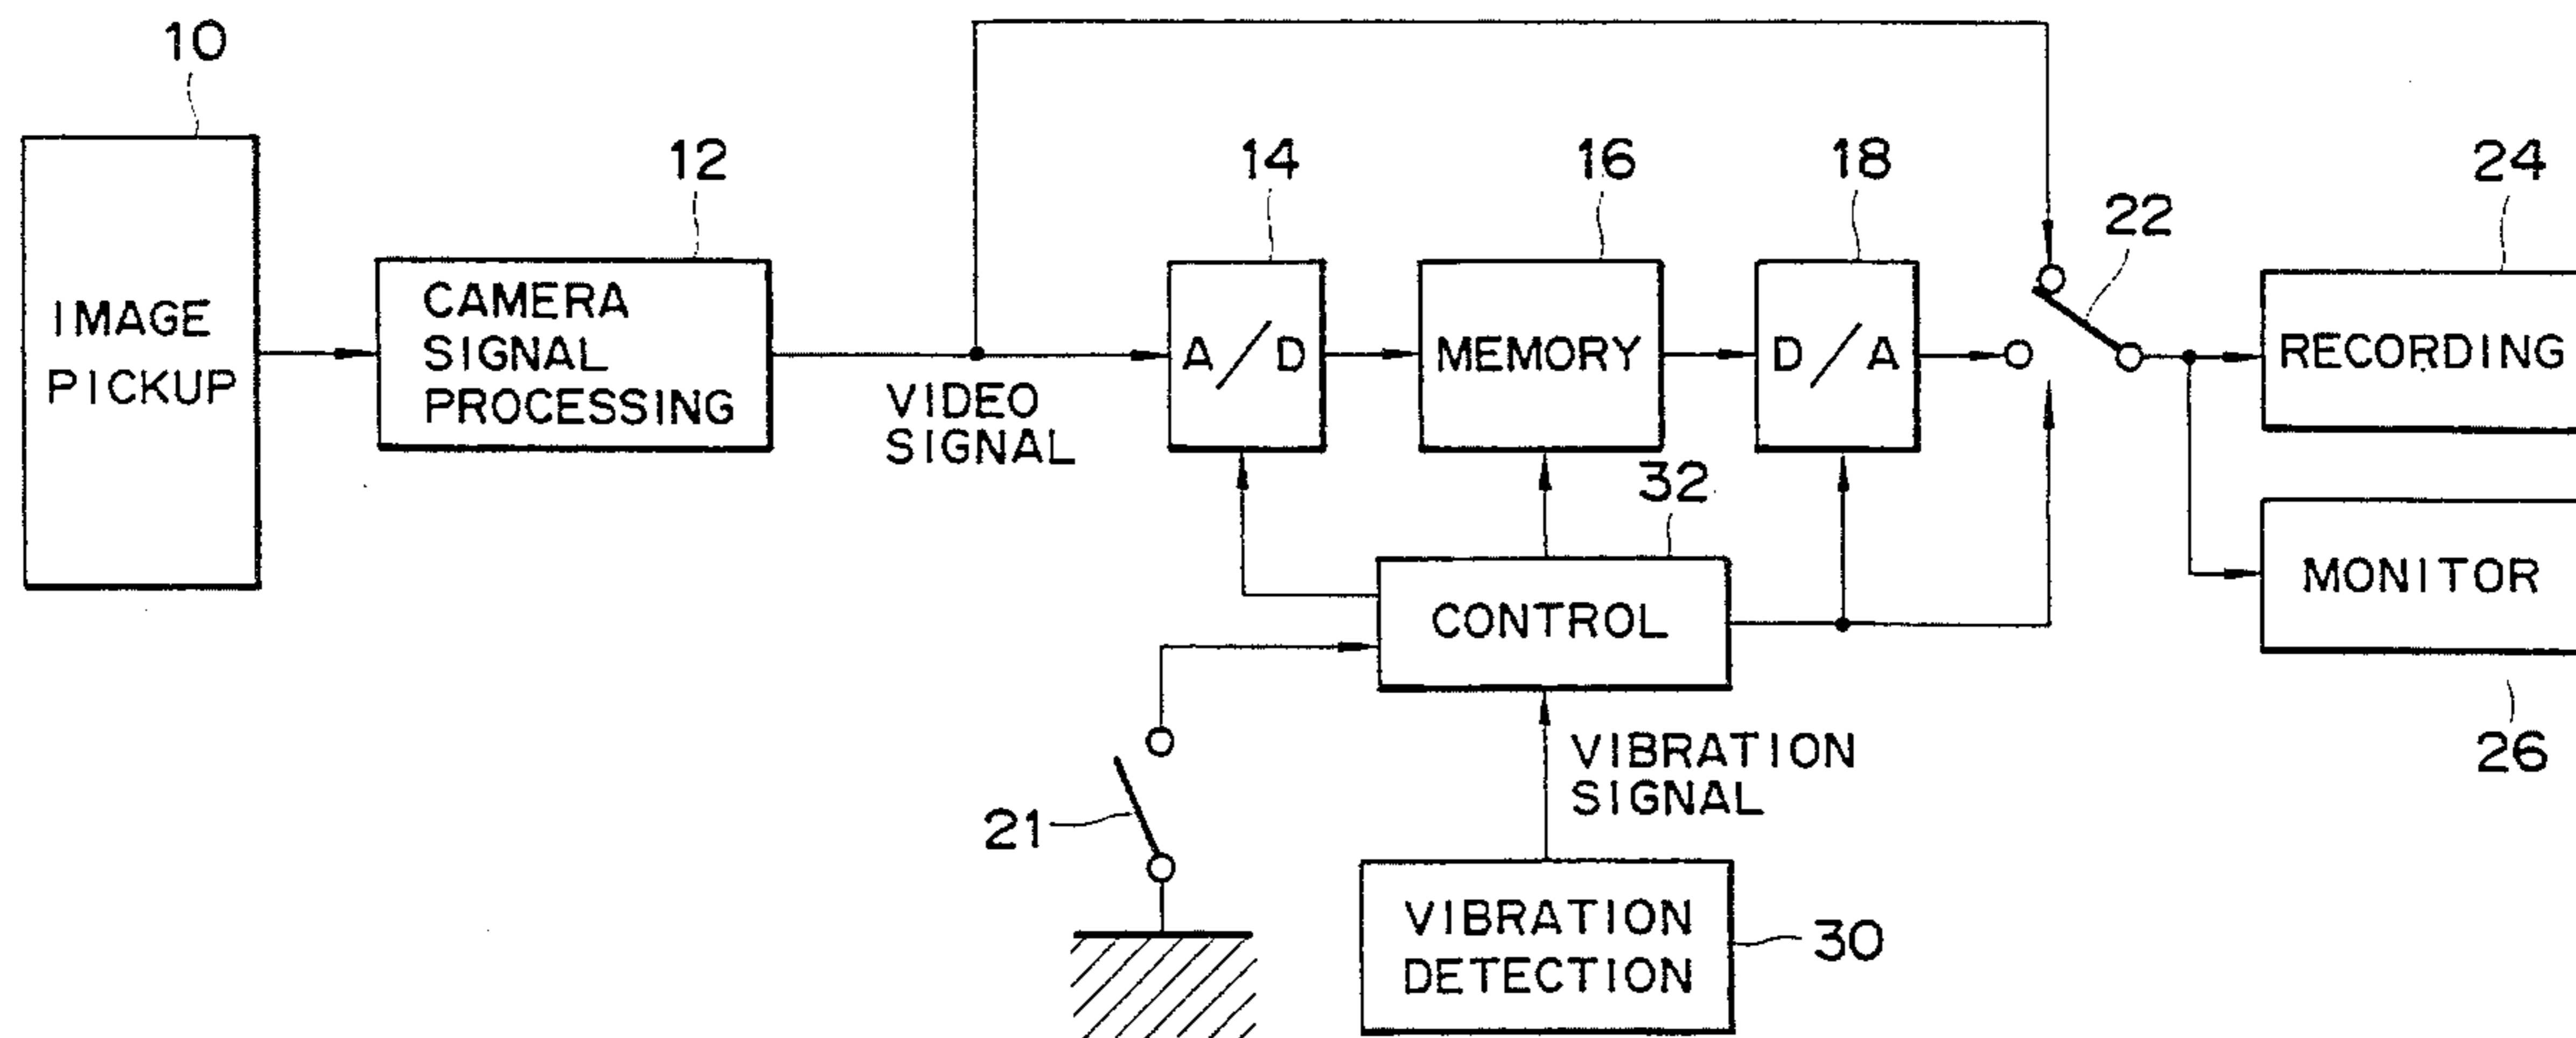 10
IMAGE
PICKUP
12
CAMERA
SIGNAL
PROCESSING
VIDEO
SIGNAL
14
A/D
16
MEMORY
18
D/A
22
24
RECORDING
MONITOR
26
32
CONTROL
21
VIBRATION
SIGNAL
VIBRATION
DETECTION
30